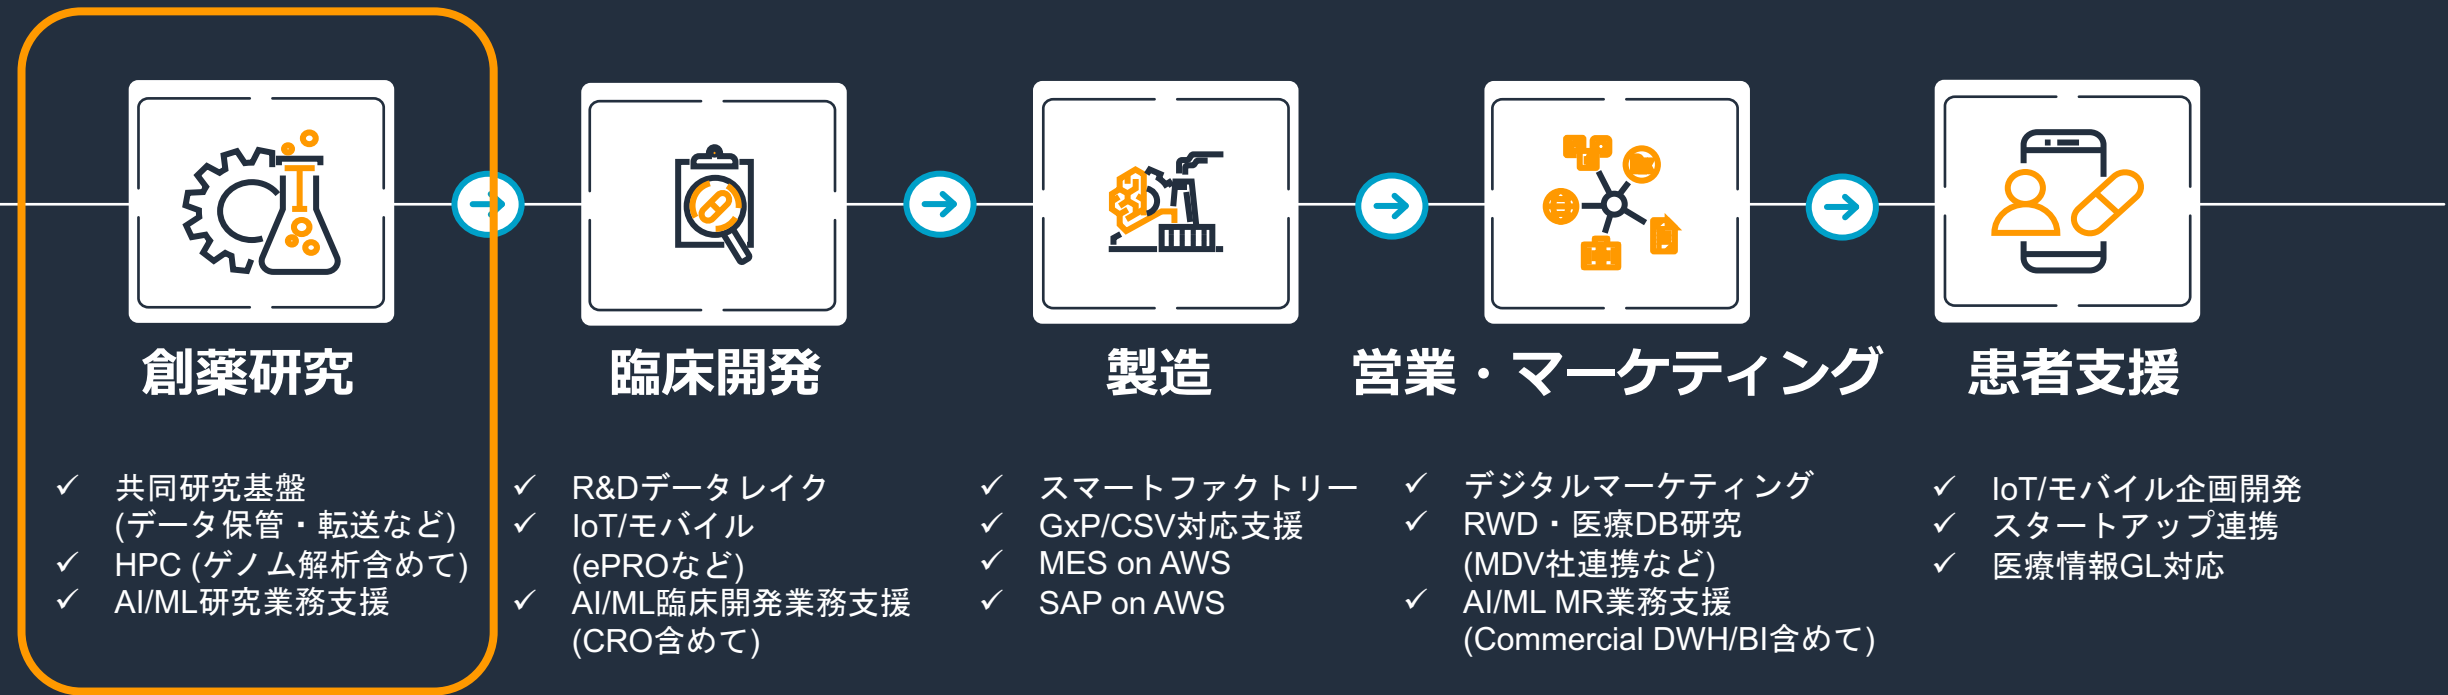 創薬研究
✓ 共同研究基盤
(データ保管・転送など)
✓ HPC (ゲノム解析含めて)
✓ AI/ML研究業務支援
臨床開発
✓ R&Dデータレイク
✓ IoT/モバイル
(ePROなど)
✓ AI/ML臨床開発業務支援
(CRO含めて)
製造
✓ スマートファクトリー
✓ GxP/CSV対応支援
✓ MES on AWS
✓ SAP on AWS
営業・マーケティング
✓ デジタルマーケティング
✓ RWD・医療DB研究
(MDV社連携など)
✓ AI/ML MR業務支援
(Commercial DWH/BI含めて)
患者支援
✓ IoT/モバイル企画開発
✓ スタートアップ連携
✓ 医療情報GL対応